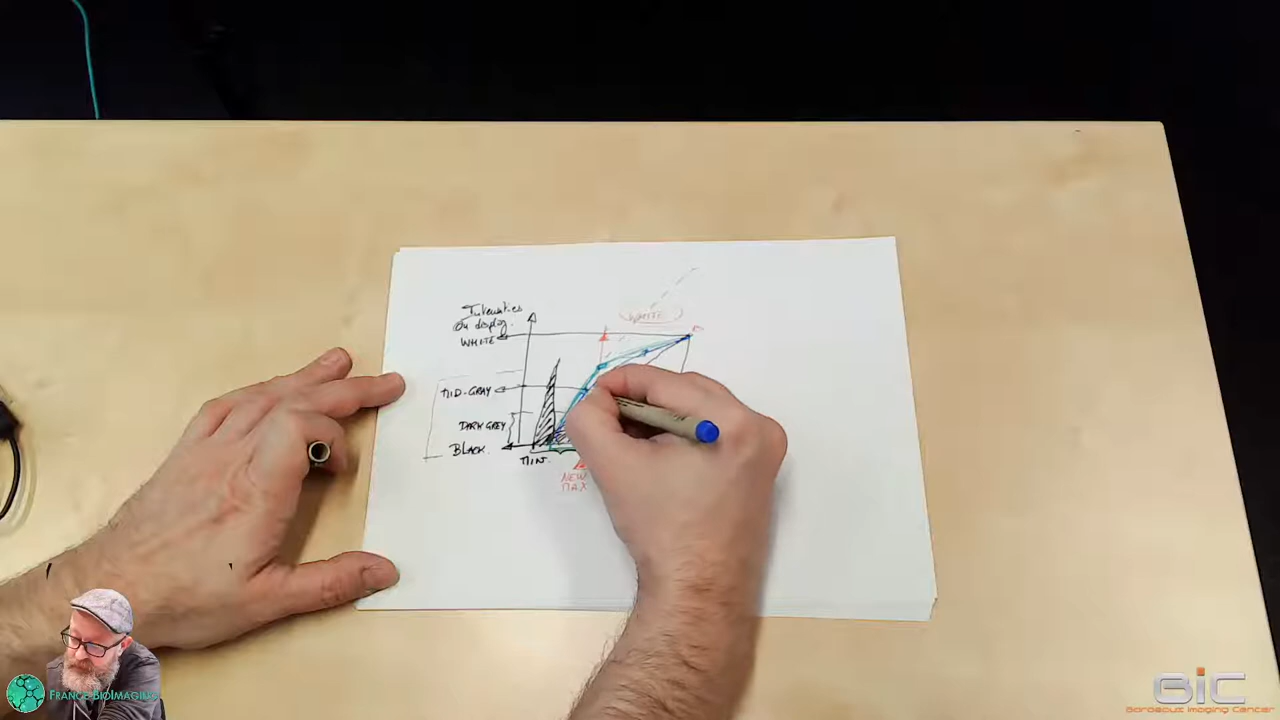 Intensities
on display.
WHITE
(WHITE)
MID-GRAY
DARK GREY
BLACK.
MIN.
NEW
MAX
FRANCE-BIOIMAGING
BIC
Bordeaux Imaging Center